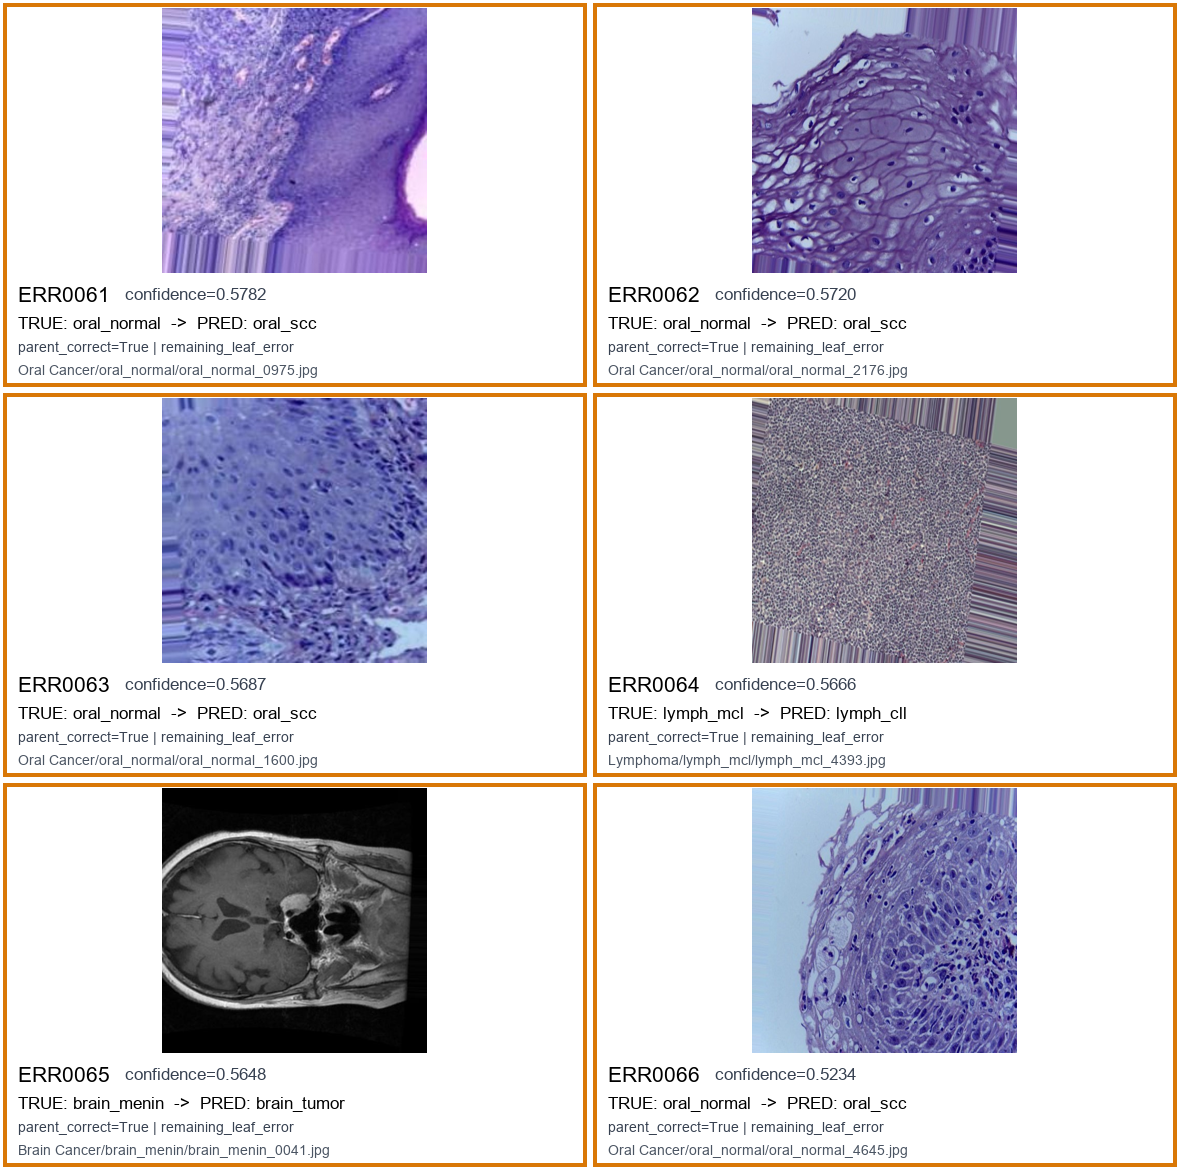 ERR0061 confidence=0.5782
TRUE: oral_normal -> PRED: oral_scc
parent_correct=True | remaining_leaf_error
Oral Cancer/oral_normal/oral_normal_0975.jpg
ERR0062 confidence=0.5720
TRUE: oral_normal -> PRED: oral_scc
parent_correct=True | remaining_leaf_error
Oral Cancer/oral_normal/oral_normal_2176.jpg
ERR0063 confidence=0.5687
TRUE: oral_normal -> PRED: oral_scc
parent_correct=True | remaining_leaf_error
Oral Cancer/oral_normal/oral_normal_1600.jpg
ERR0064 confidence=0.5666
TRUE: lymph_mcl -> PRED: lymph_cll
parent_correct=True | remaining_leaf_error
Lymphoma/lymph_mcl/lymph_mcl_4393.jpg
ERR0065 confidence=0.5648
TRUE: brain_menin -> PRED: brain_tumor
parent_correct=True | remaining_leaf_error
Brain Cancer/brain_menin/brain_menin_0041.jpg
ERR0066 confidence=0.5234
TRUE: oral_normal -> PRED: oral_scc
parent_correct=True | remaining_leaf_error
Oral Cancer/oral_normal/oral_normal_4645.jpg